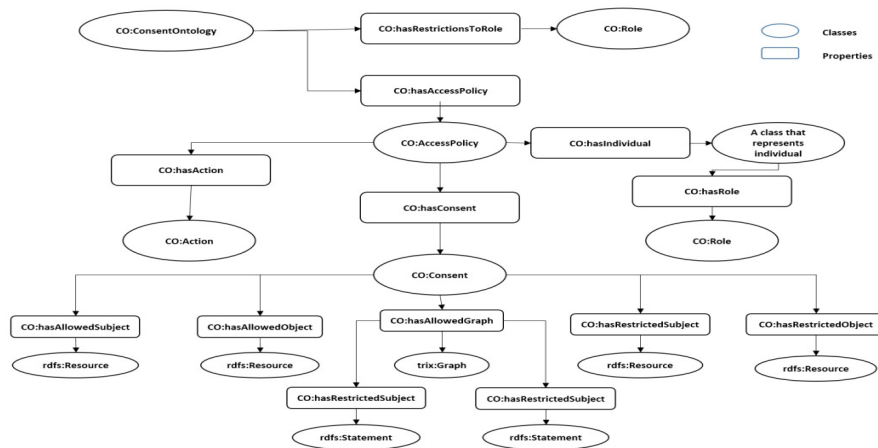 CO:ConsentOntology
CO:hasRestrictionsToRole
CO:Role
Classes
Properties
CO:hasAccessPolicy
CO:AccessPolicy
CO:hasIndividual
A class that
represents
individual
CO:hasAction
CO:hasRole
CO:hasConsent
CO:Action
CO:Role
CO:Consent
CO:hasAllowedSubject
CO:hasAllowedObject
CO:hasAllowedGraph
CO:hasRestrictedSubject
CO:hasRestrictedObject
rdfs:Resource
rdfs:Resource
trix:Graph
rdfs:Resource
rdfs:Resource
CO:hasRestrictedSubject
CO:hasRestrictedSubject
rdfs:Statement
rdfs:Statement